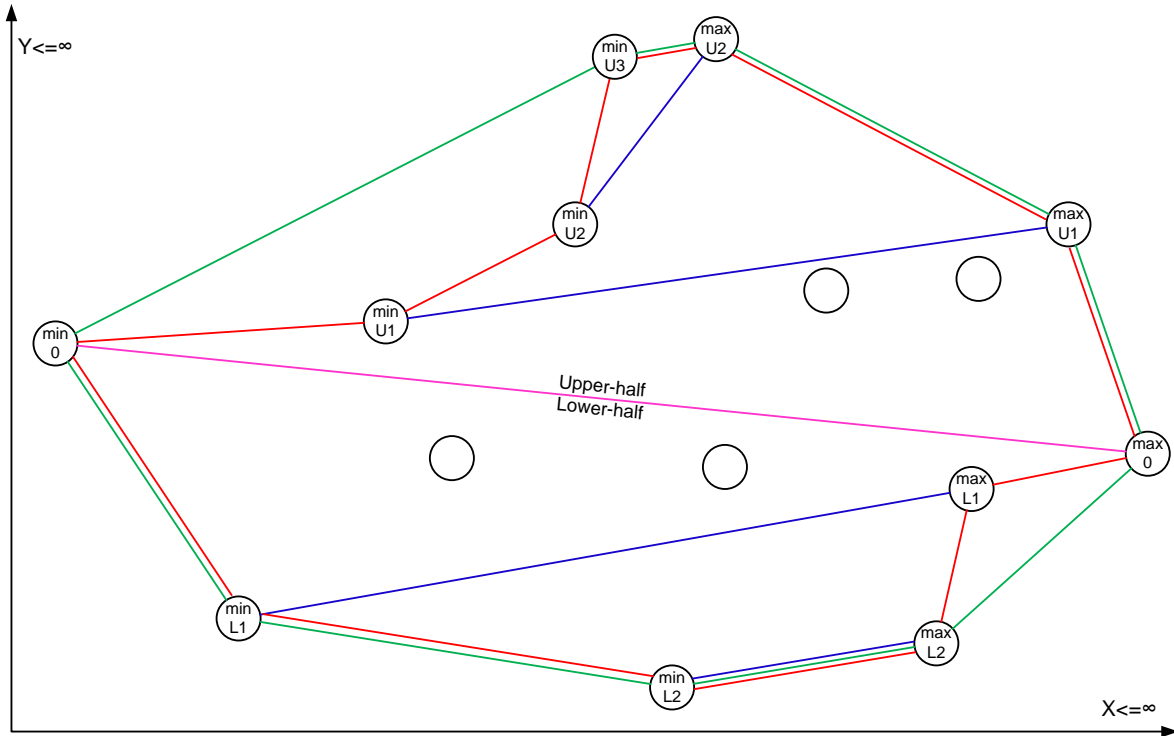 max
U2
min
U3
Y<=∞
min
U2
max
U1
min
U1
min
0
Upper-half
Lower-half
max
0
max
L1
min
L1
max
L2
min
L2
X<=∞